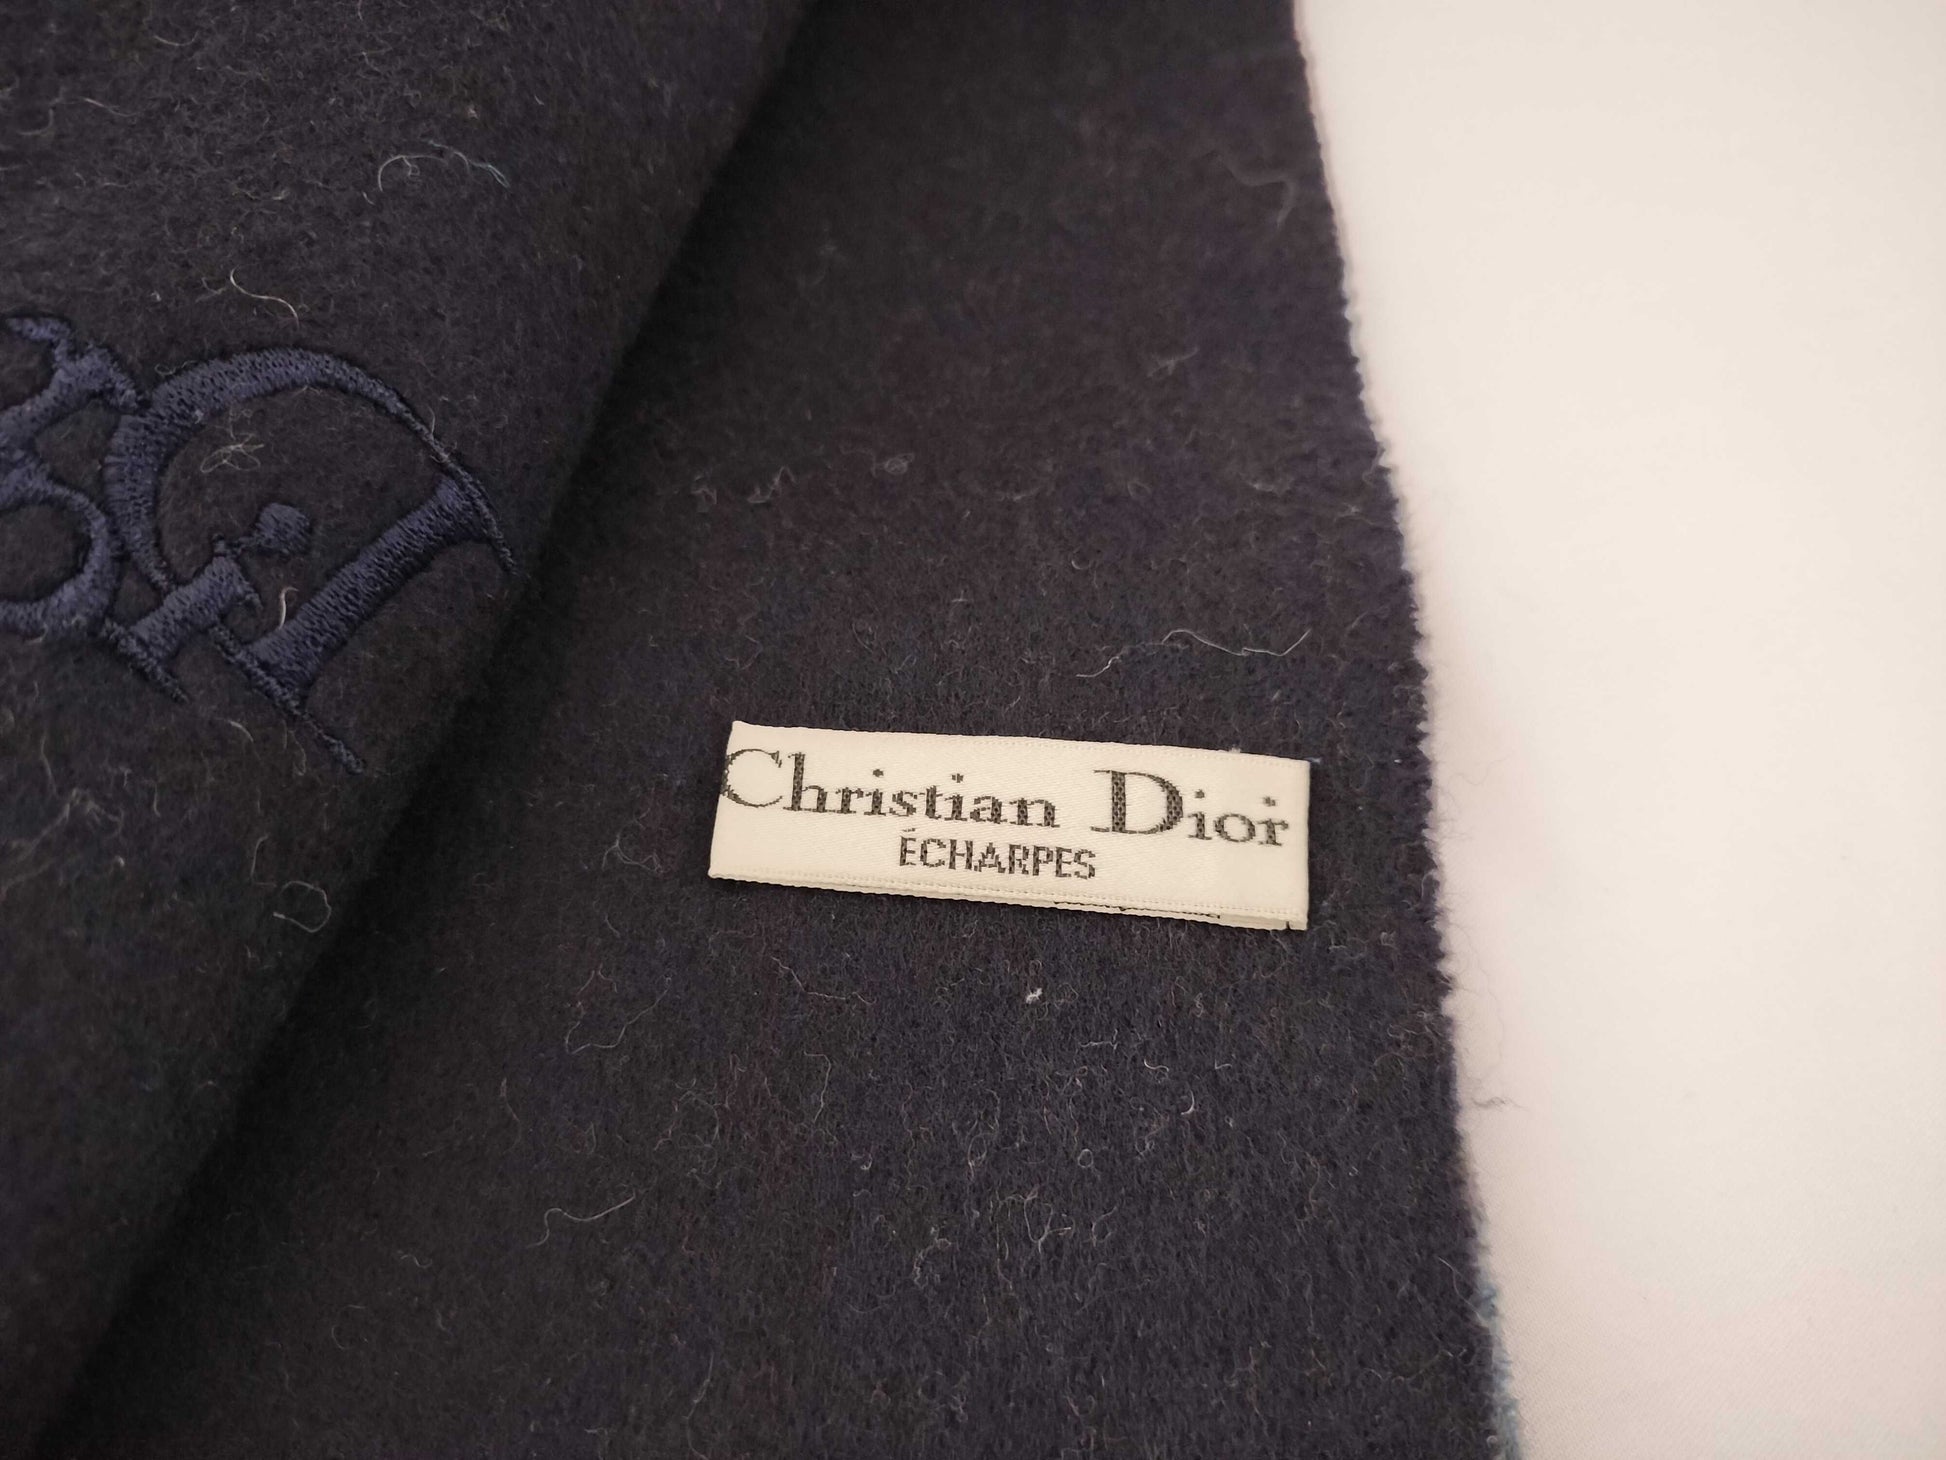 Christian Dior
ÉCHARPES